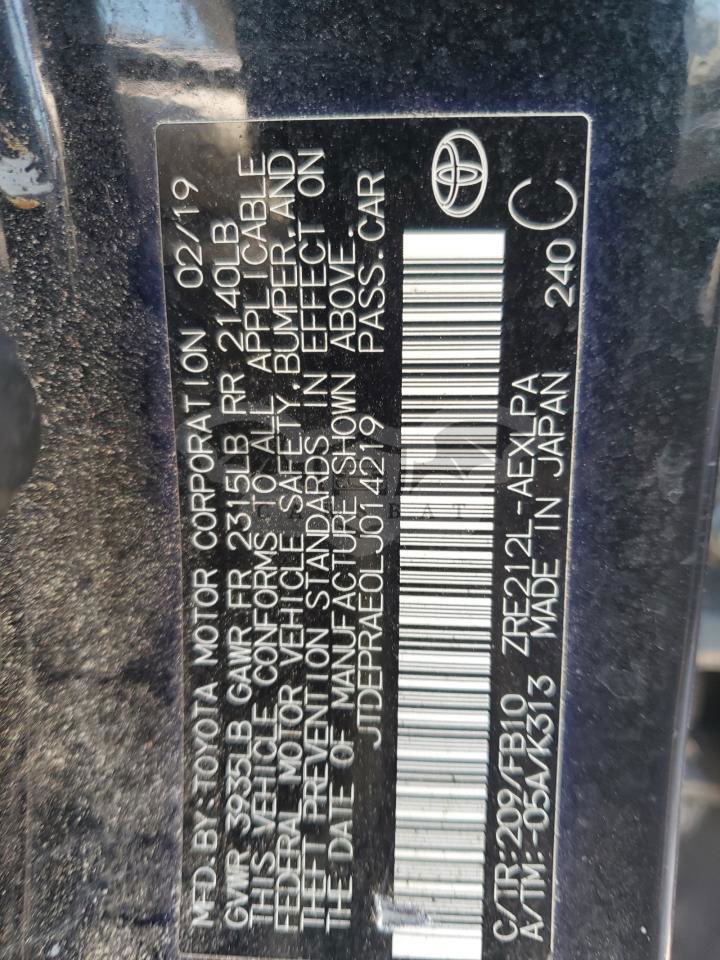 MFD.BY:TOYOTA MOTOR CORPORATION 02/19
GVWR 3935LB GAWR FR 2315LB RR 2140LB
THIS VEHICLE CONFORMS TO ALL APPLICABLE
FEDERAL MOTOR VEHICLE SAFETY,BUMPER,AND
THEFT PREVENTION STANDARDS IN EFFECT ON
THE DATE OF MANUFACTURE SHOWN ABOVE.
JTDEPRAE0LJ014219 PASS.CAR
C/TR:209/FB10 ZRE212L-AEXLPA 240 C
A/TM:-05A/K313 MADE IN JAPAN